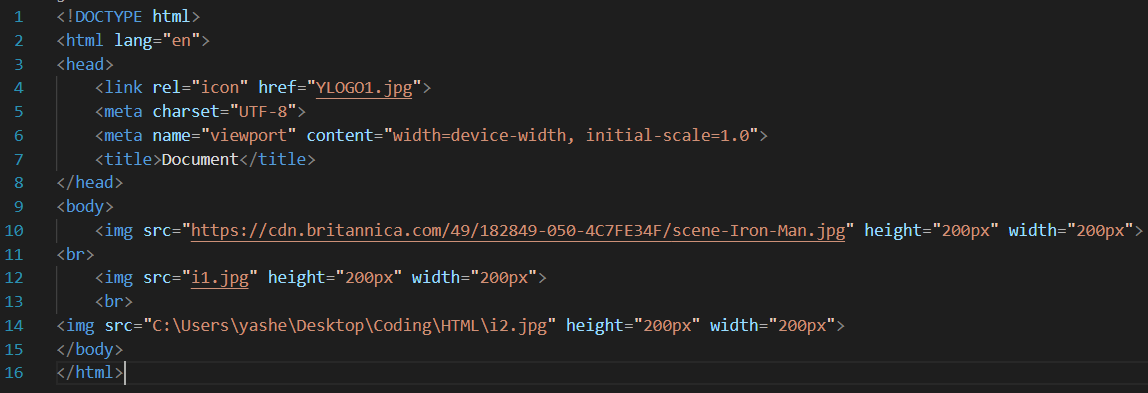 1 <!DOCTYPE html>
2 <html lang="en">
3 <head>
4     <link rel="icon" href="YLOGO1.jpg">
5     <meta charset="UTF-8">
6     <meta name="viewport" content="width=device-width, initial-scale=1.0">
7     <title>Document</title>
8 </head>
9 <body>
10     <img src="https://cdn.britannica.com/49/182849-050-4C7FE34F/scene-Iron-Man.jpg" height="200px" width="200px">
11 <br>
12     <img src="i1.jpg" height="200px" width="200px">
13     <br>
14 <img src="C:\Users\yashe\Desktop\Coding\HTML\i2.jpg" height="200px" width="200px">
15 </body>
16 </html>